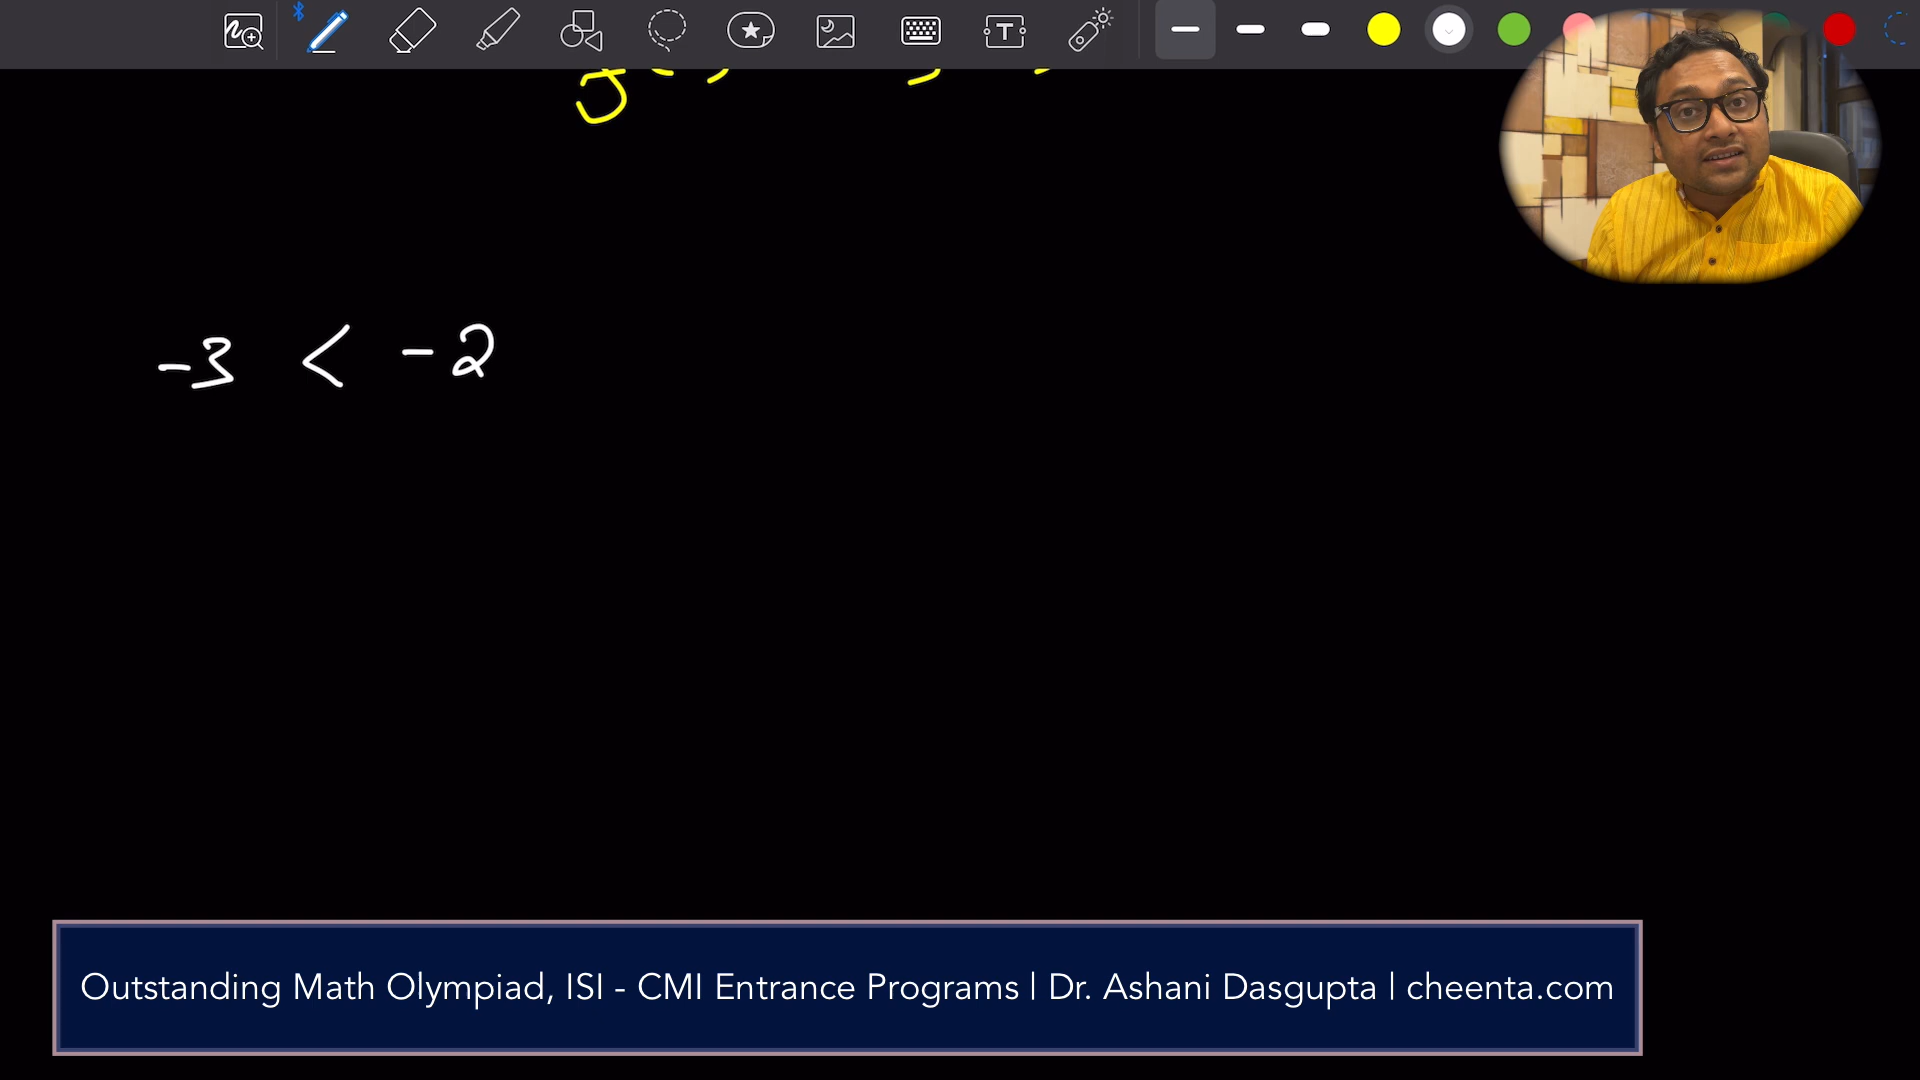 -3 < -2
Outstanding Math Olympiad, ISI - CMI Entrance Programs | Dr. Ashani Dasgupta | cheenta.com